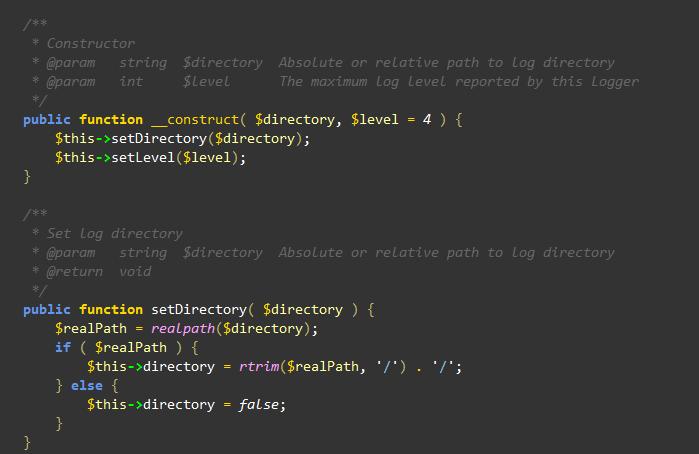 /**
 * Constructor
 * @param   string  $directory  Absolute or relative path to log directory
 * @param   int     $level      The maximum log level reported by this logger
 */
public function __construct( $directory, $level = 4 ) {
    $this->setDirectory($directory);
    $this->setLevel($level);
}

/**
 * Set log directory
 * @param   string  $directory  Absolute or relative path to log directory
 * @return  void
 */
public function setDirectory( $directory ) {
    $realPath = realpath($directory);
    if ( $realPath ) {
        $this->directory = rtrim($realPath, '/') . '/';
    } else {
        $this->directory = false;
    }
}